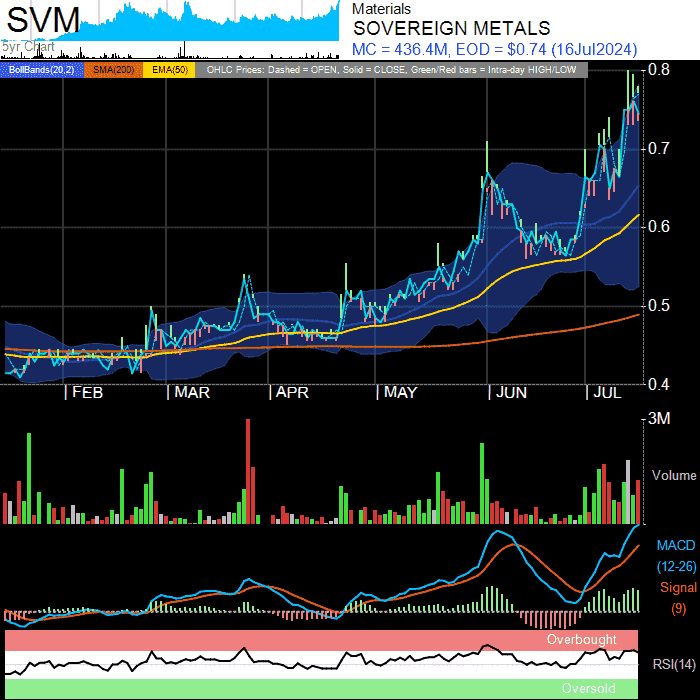 SVM
5yr Chart
Materials
SOVEREIGN METALS
MC = 436.4M, EOD = $0.74 (16Jul2024)
BollBands(20,2) SMA(200) EMA(50) OHLC Prices: Dashed = OPEN, Solid = CLOSE, Green/Red bars = Intra-day HIGH/LOW
0.8
0.7
0.6
0.5
0.4
FEB MAR APR MAY JUN JUL
3M
Volume
MACD
(12-26)
Signal
(9)
Overbought
RSI(14)
Oversold